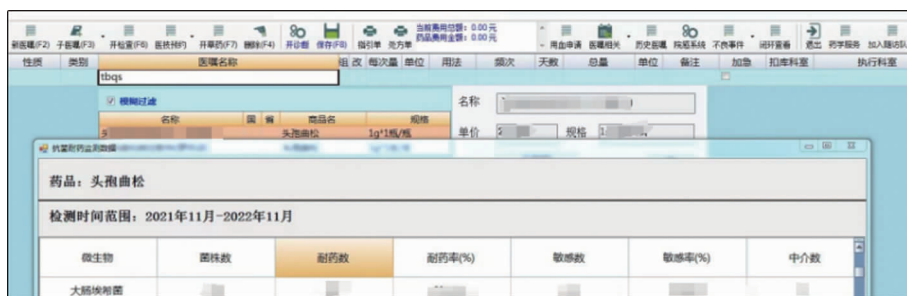 当前费用总额：0.00 元
药品费用金额：0.00 元
新医嘱(F2) 子医嘱(F3) 开检查(F6) 医技预约 开草药(F7) 删除(F4) 开诊断 保存(F8) 指引单 处方单 用血申请 医嘱相关 历史医嘱 院感系统 不良事件 闭环查看 退出 药学服务 加入随访队
性质 类别 医嘱名称 组 改 每次量 单位 用法 频次 天数 总量 单位 备注 加急 扣库科室 执行科室
tbqs
模糊过滤
名称
名称 国 省 商品名 规格
头孢曲松 1g*1瓶/瓶
单价 规格
抗菌耐药监测数据
药品：头孢曲松
检测时间范围：2021年11月-2022年11月
微生物 菌株数 耐药数 耐药率(%) 敏感数 敏感率(%) 中介数
大肠埃希菌